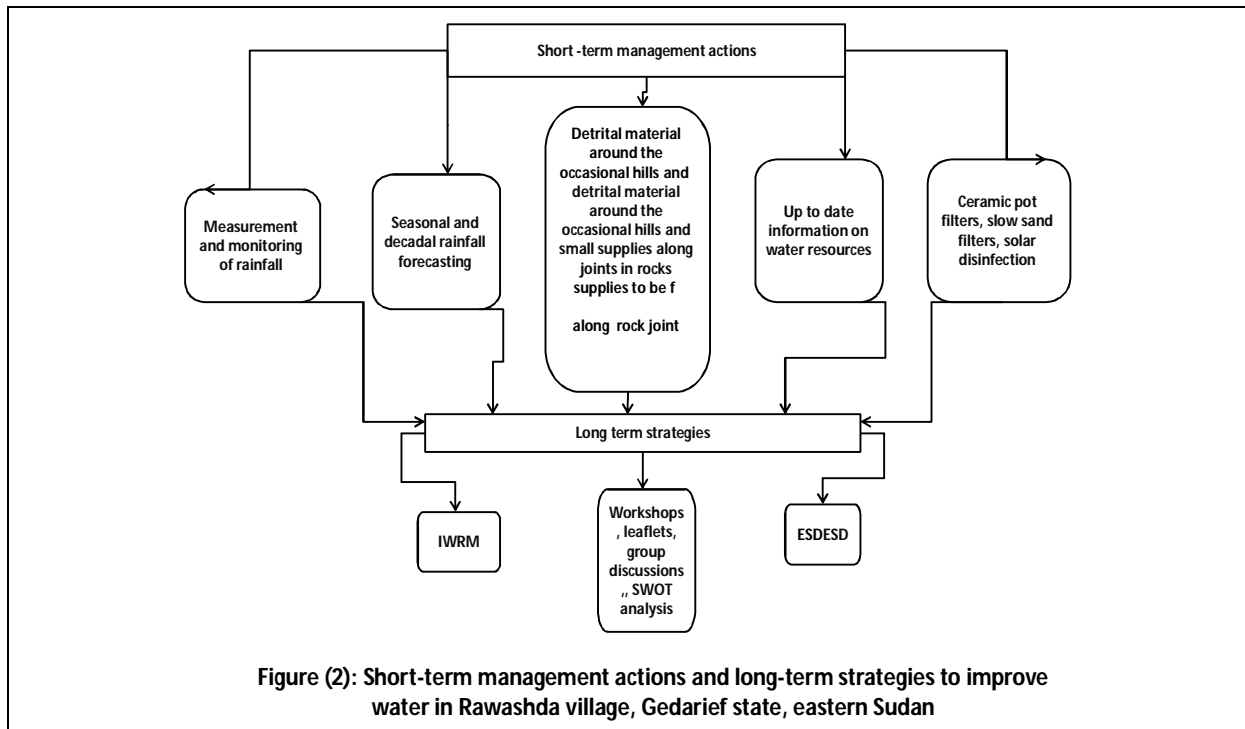 Short -term management actions
Measurement
and monitoring
of rainfall
Seasonal and
decadal rainfall
forecasting
Detrital material
around the
occasional hills and
detrital material
around the
occasional hills and
small supplies along
joints in rocks
supplies to be f
along rock joint
Up to date
information on
water resources
Ceramic pot
filters, slow sand
filters, solar
disinfection
Long term strategies
IWRM
Workshops
, leaflets,
group
discussions
,, SWOT
analysis
ESDESD
Figure (2): Short-term management actions and long-term strategies to improve
water in Rawashda village, Gedarief state, eastern Sudan